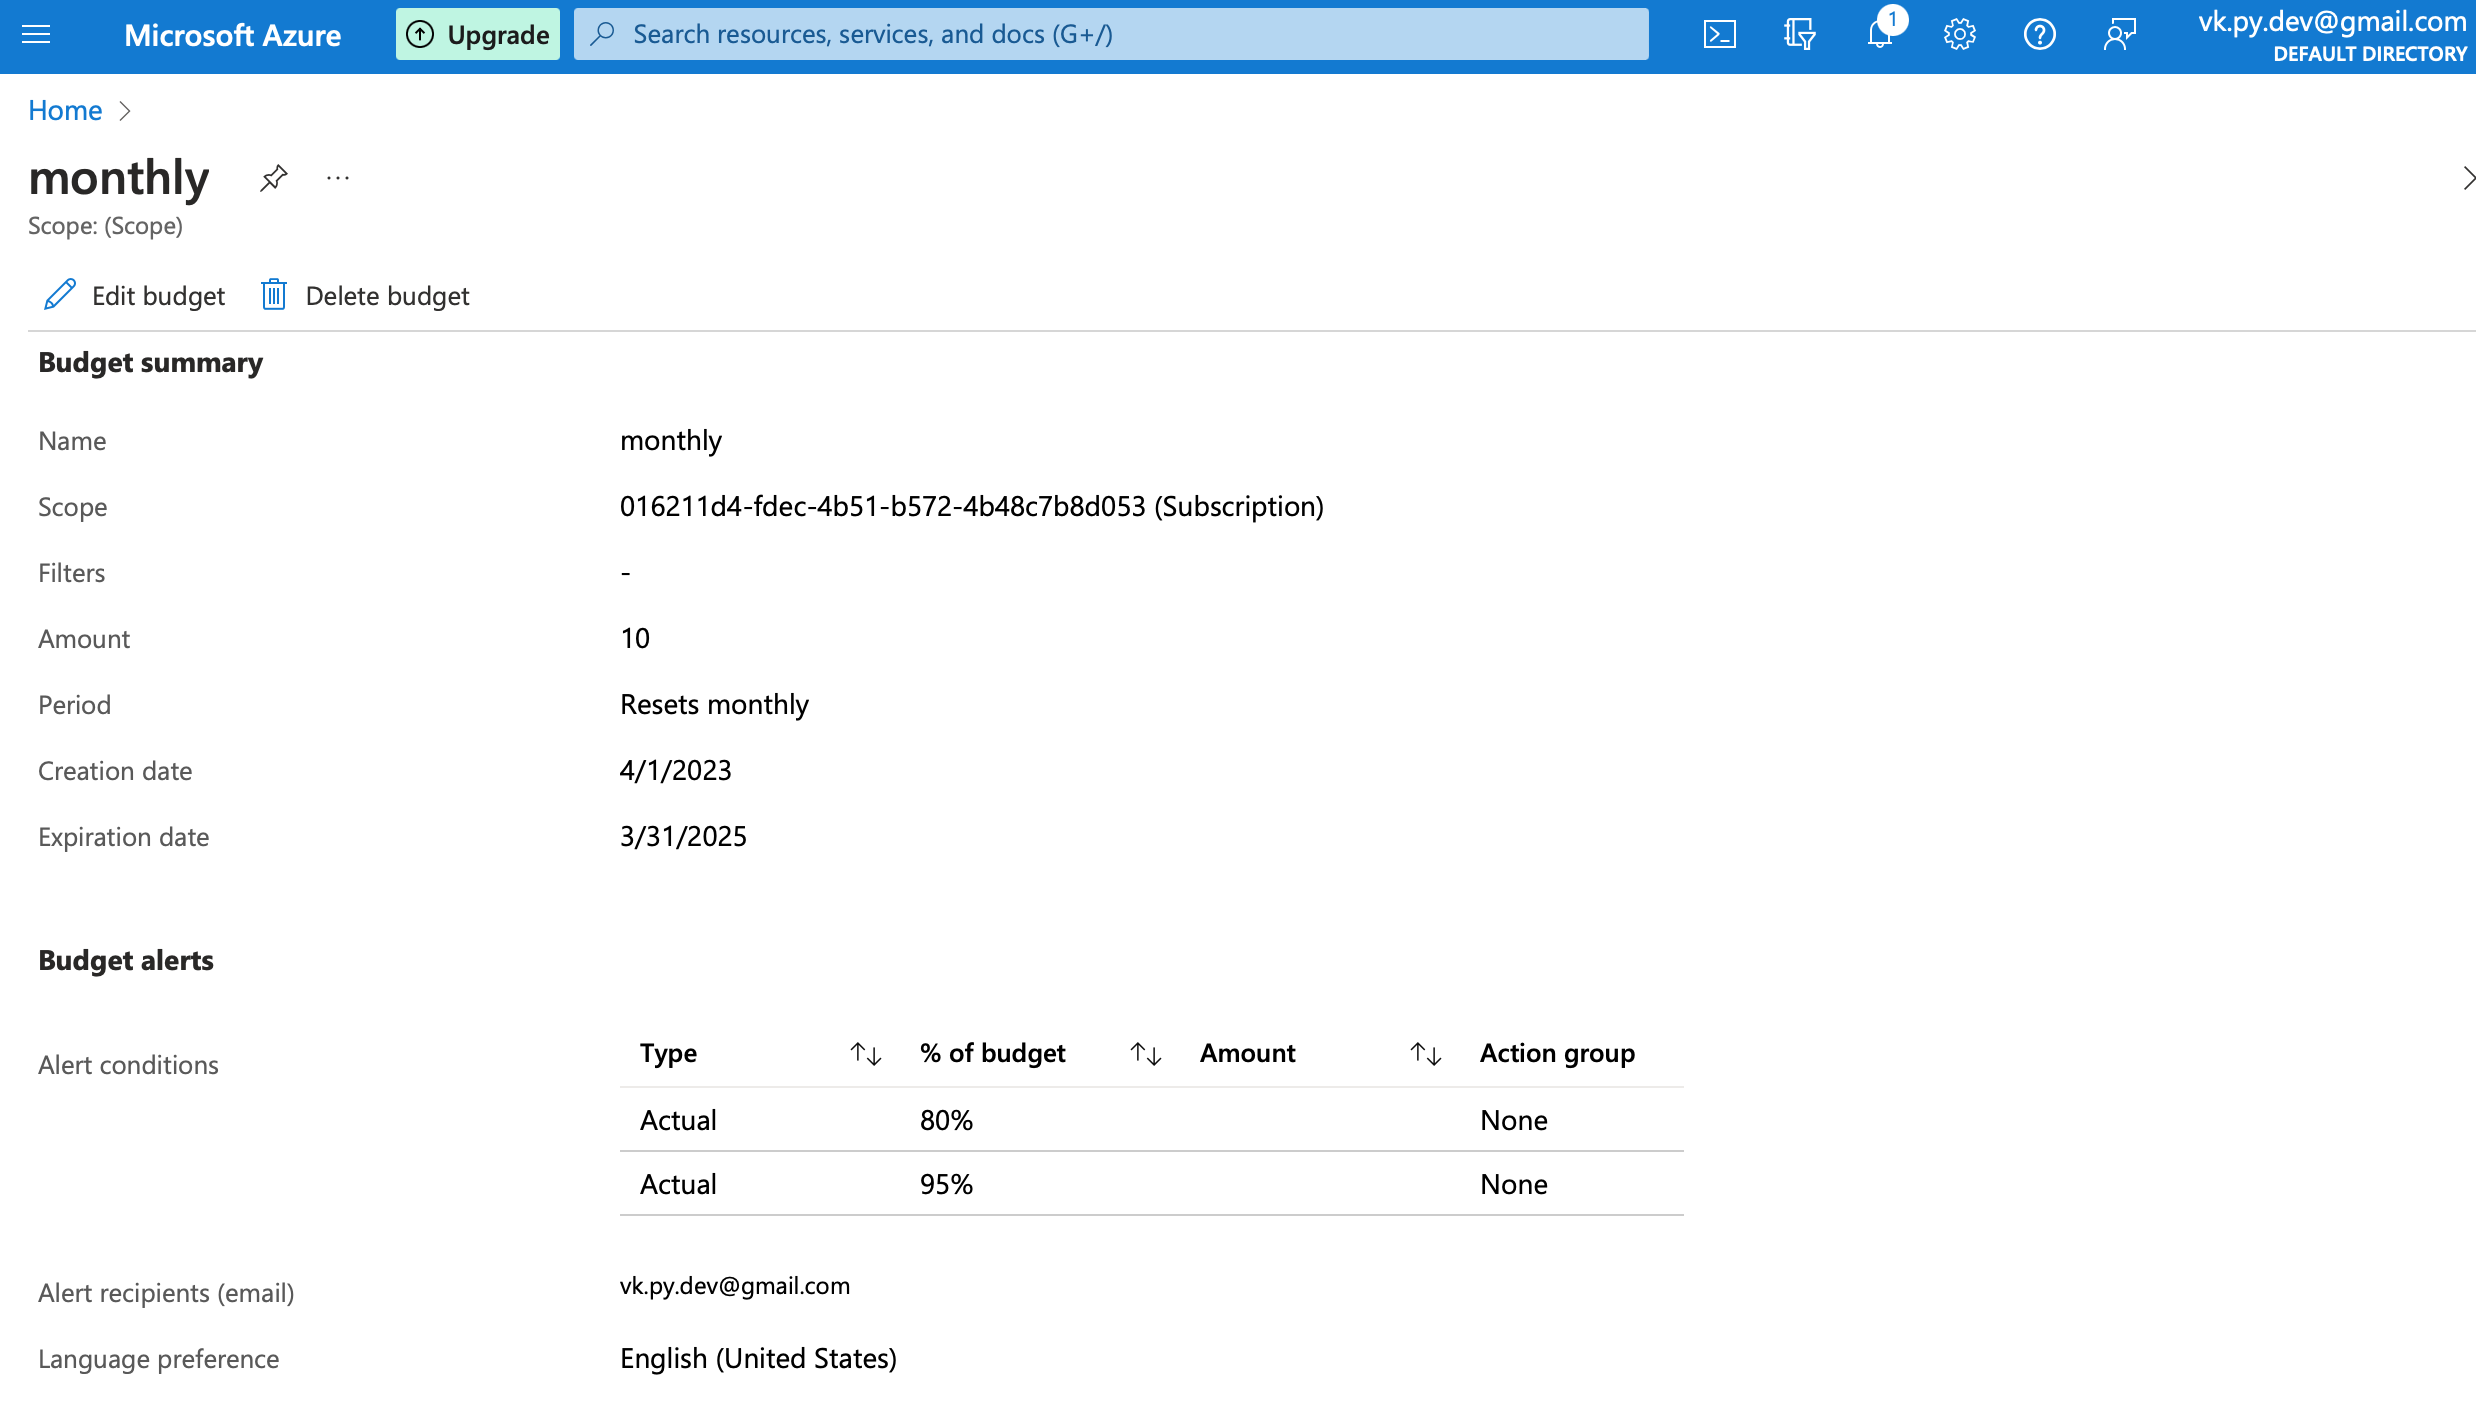 Microsoft Azure
Upgrade
Search resources, services, and docs (G+/)
1
vk.py.dev@gmail.com
DEFAULT DIRECTORY
Home
monthly
Scope: (Scope)
Edit budget
Delete budget
Budget summary
Name monthly
Scope 016211d4-fdec-4b51-b572-4b48c7b8d053 (Subscription)
Filters -
Amount 10
Period Resets monthly
Creation date 4/1/2023
Expiration date 3/31/2025
Budget alerts
Alert conditions
Type % of budget Amount Action group
Actual 80% None
Actual 95% None
Alert recipients (email) vk.py.dev@gmail.com
Language preference English (United States)